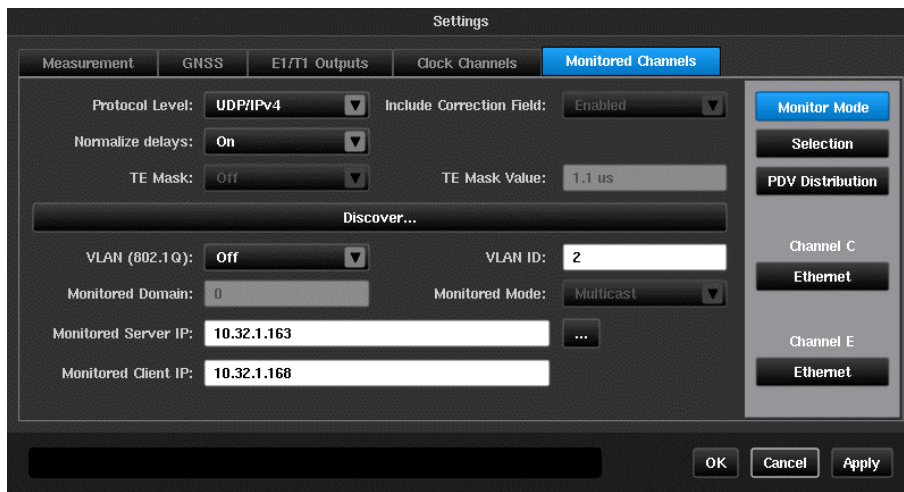 Settings
Measurement GNSS E1/T1 Outputs Clock Channels Monitored Channels
Protocol Level: UDP/IPv4 Include Correction Field: Enabled
Normalize delays: On
TE Mask: Off TE Mask Value: 1.1 us
Discover...
VLAN (802.1Q): Off VLAN ID: 2
Monitored Domain: 0 Monitored Mode: Multicast
Monitored Server IP: 10.32.1.163 ...
Monitored Client IP: 10.32.1.168
Monitor Mode
Selection
PDV Distribution
Channel C
Ethernet
Channel E
Ethernet
OK Cancel Apply